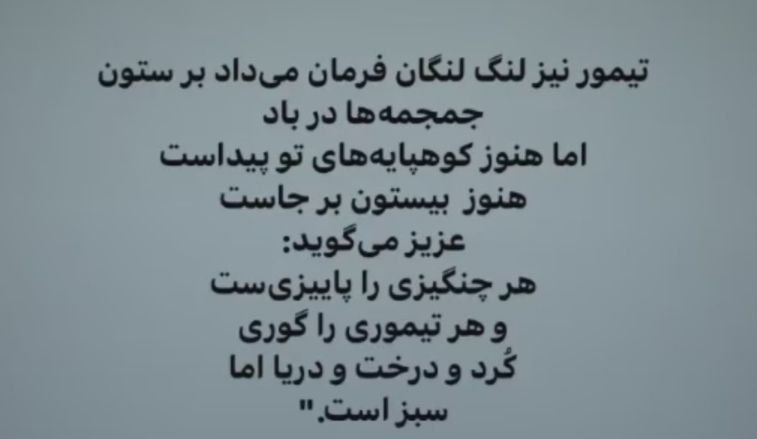 تیمور نیز لنگ لنگان فرمان می‌داد بر ستون
جمجمه‌ها در باد
اما هنوز کوهپایه‌های تو پیداست
هنوز بیستون بر جاست
عزیز می‌گوید:
هر چنگیزی را پاییزی‌ست
و هر تیموری را گوری
کُرد و درخت و دریا اما
سبز است."